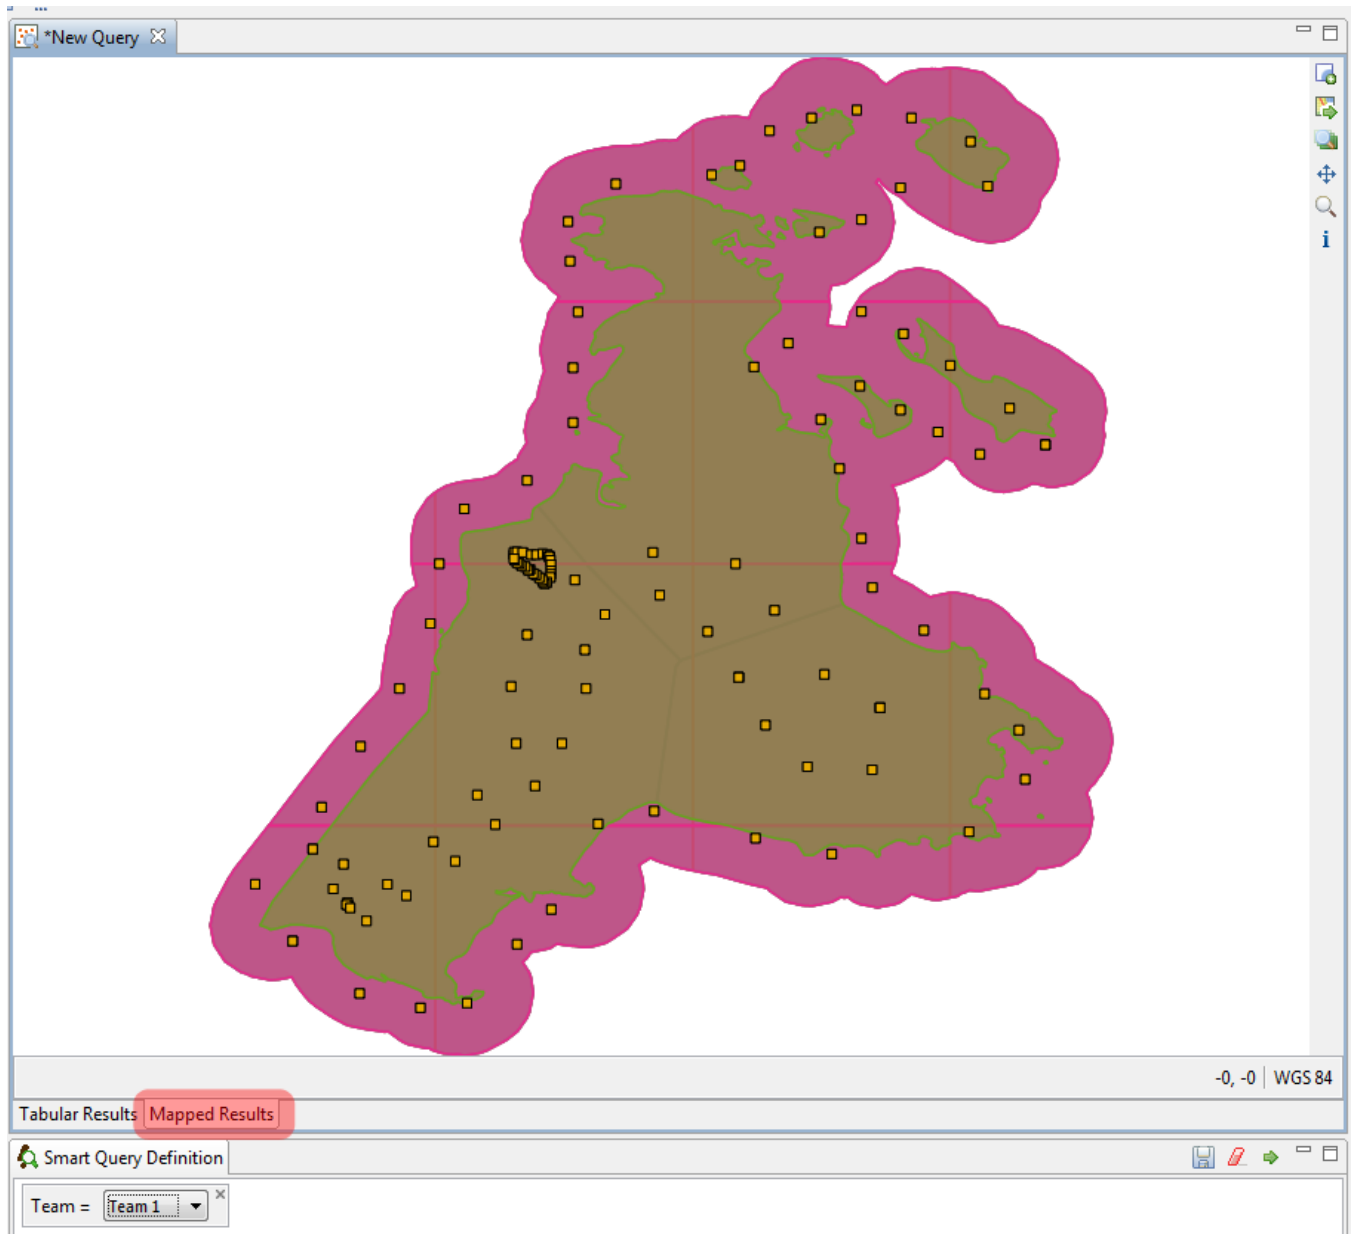 *New Query
i
-0, -0 WGS 84
Tabular Results Mapped Results
Smart Query Definition
Team = Team 1